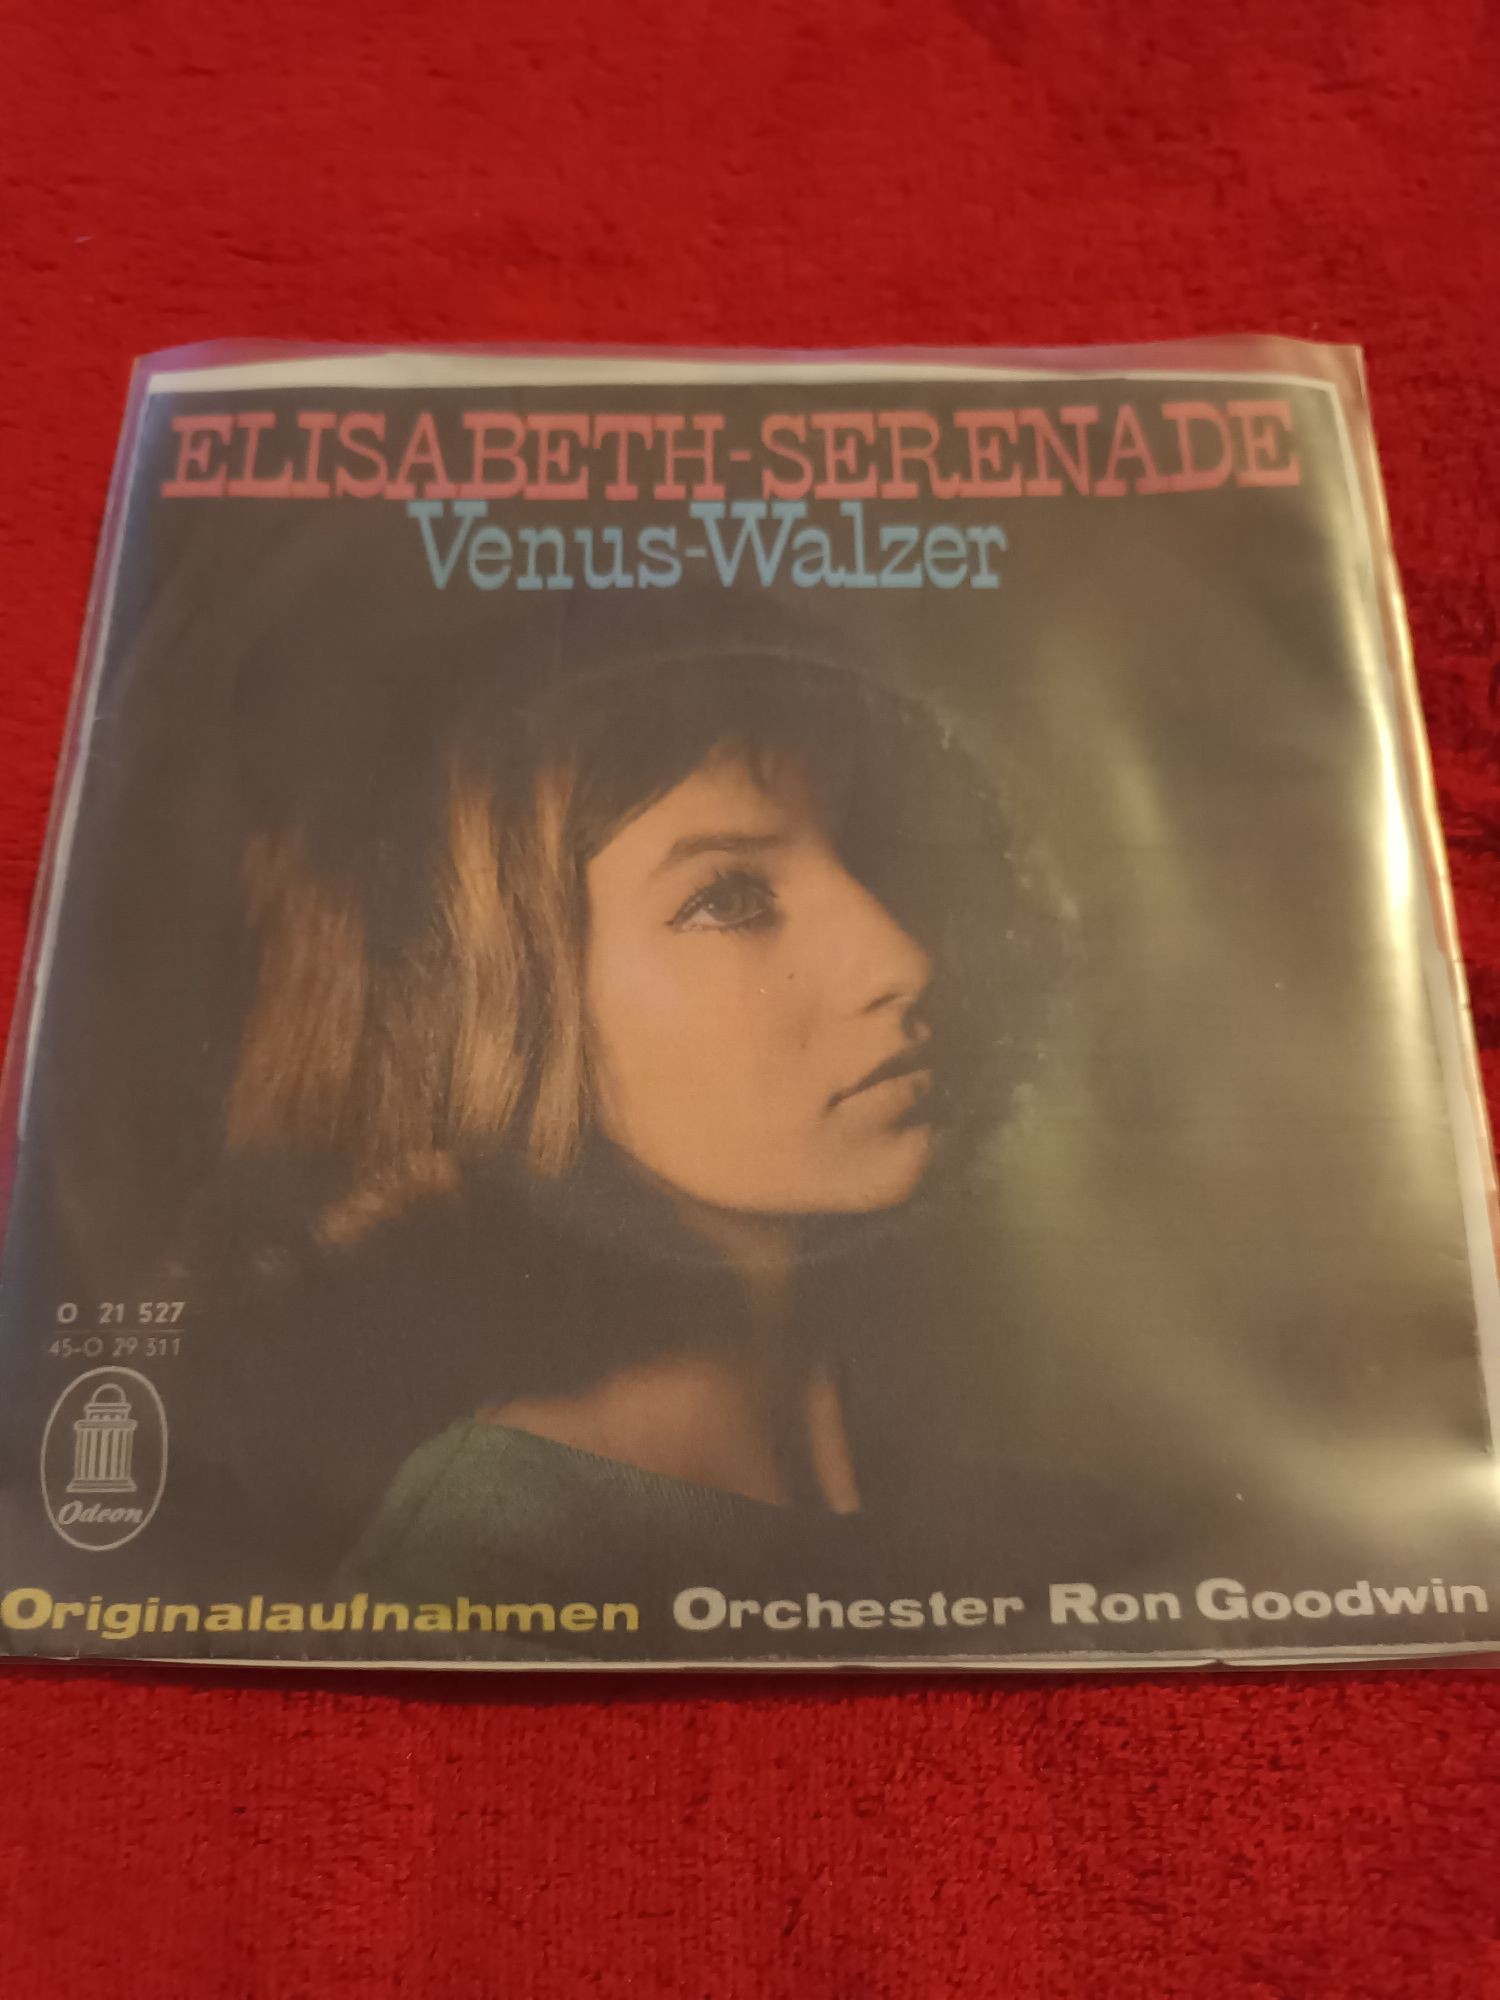 ELISABETH-SERENADE
Venus-Walzer
O 21 527
45-O 29 311
Odeon
Originalaufnahmen Orchester Ron Goodwin